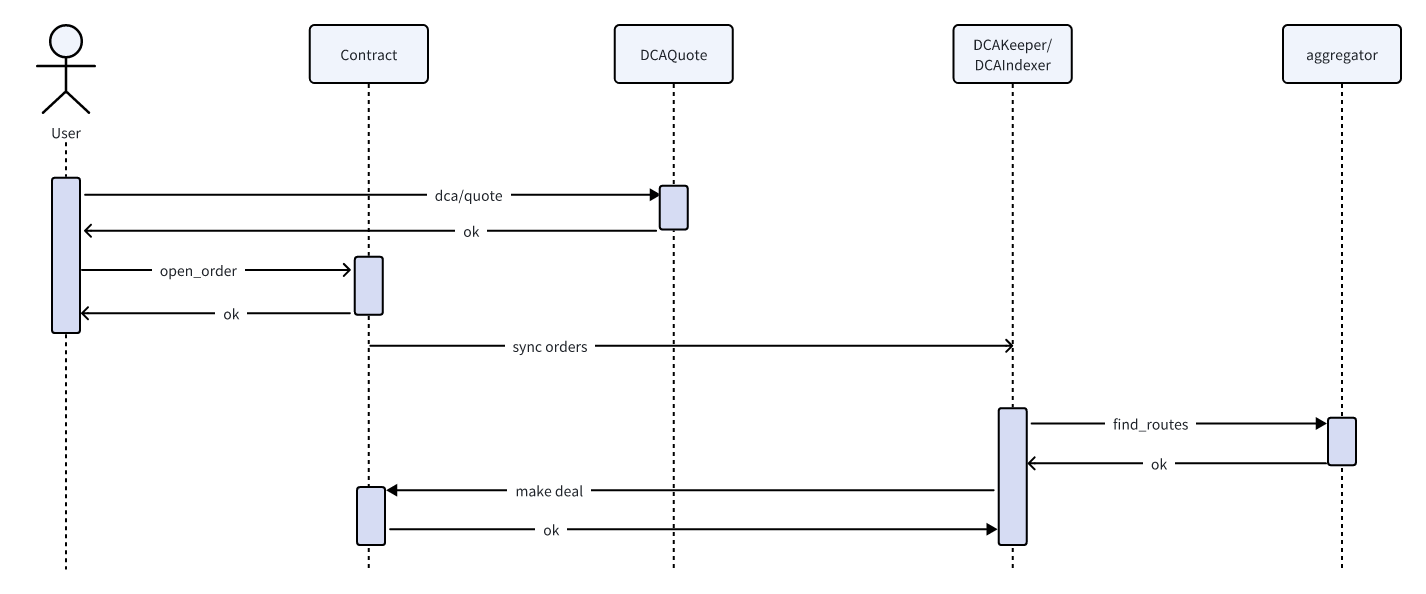 Contract
DCAQuote
DCAKeeper/
DCAIndexer
aggregator
User
dca/quote
ok
open_order
ok
sync orders
find_routes
ok
make deal
ok